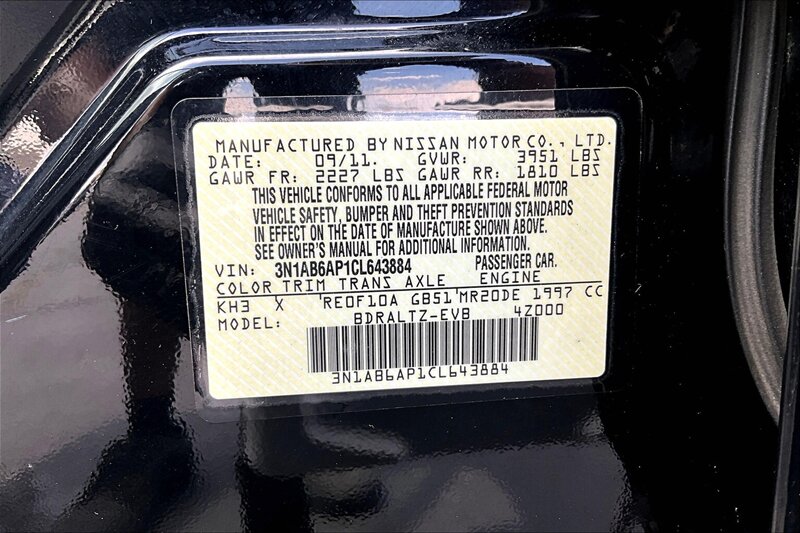 MANUFACTURED BY NISSAN MOTOR CO., LTD.
DATE: 09/11. GVWR: 3951 LBS
GAWR FR: 2227 LBS GAWR RR: 1810 LBS
THIS VEHICLE CONFORMS TO ALL APPLICABLE FEDERAL MOTOR
VEHICLE SAFETY, BUMPER AND THEFT PREVENTION STANDARDS
IN EFFECT ON THE DATE OF MANUFACTURE SHOWN ABOVE.
SEE OWNER'S MANUAL FOR ADDITIONAL INFORMATION.
VIN: 3N1AB6AP1CL643884 PASSENGER CAR.
COLOR TRIM TRANS AXLE ENGINE
KH3 X 'RE0F10A GB51'MR20DE 1997 CC
MODEL: BDRALTZ-EVB 4Z000
3N1AB6AP1CL643884